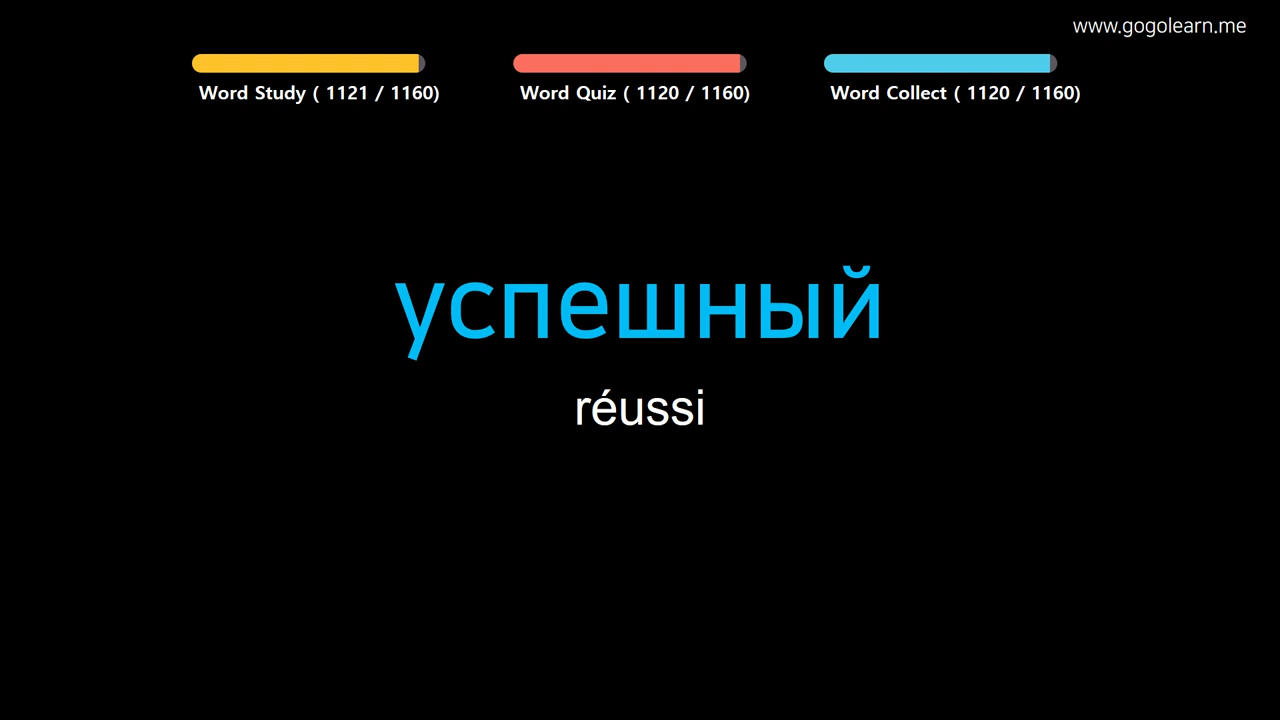 www.gogolearn.me
Word Study ( 1121 / 1160)
Word Quiz ( 1120 / 1160)
Word Collect ( 1120 / 1160)
успешный
réussi